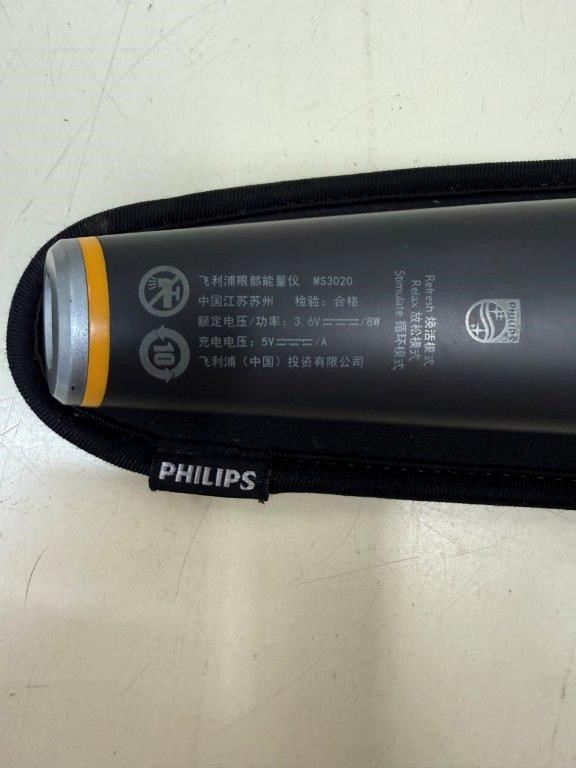 飞利浦眼部能量仪 MS3020
中国江苏苏州 检验：合格
额定电压/功率：3.6V⎓/8W
充电电压：5V⎓/A
飞利浦（中国）投资有限公司
10
Refresh 焕活模式
Relax 放松模式
Stimulate 循环模式
PHILIPS
PHILIPS